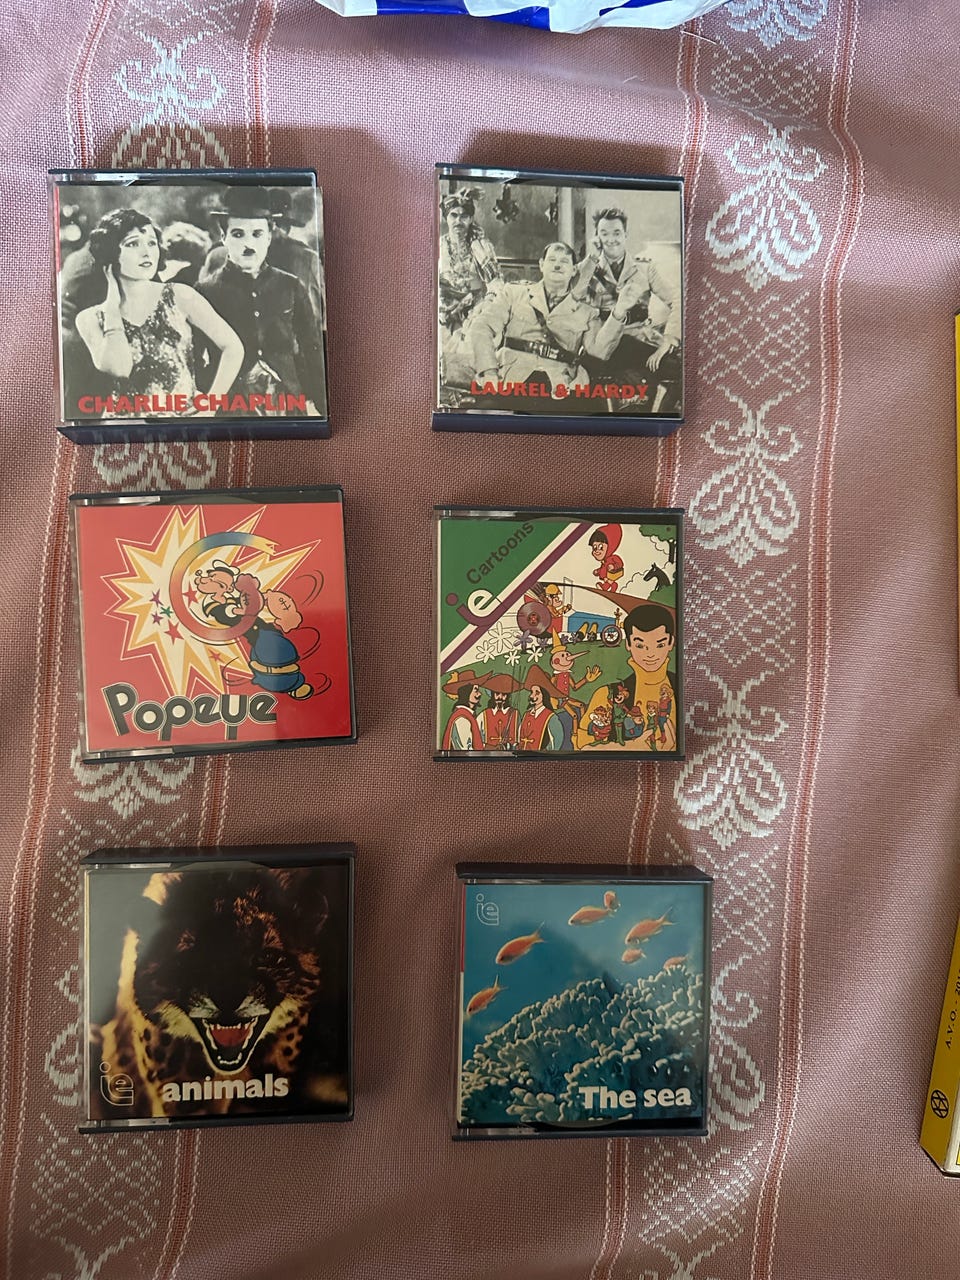 CHARLIE CHAPLIN
LAUREL & HARDY
Popeye
ie Cartoons
ie animals
ie
The sea
A.V.O.